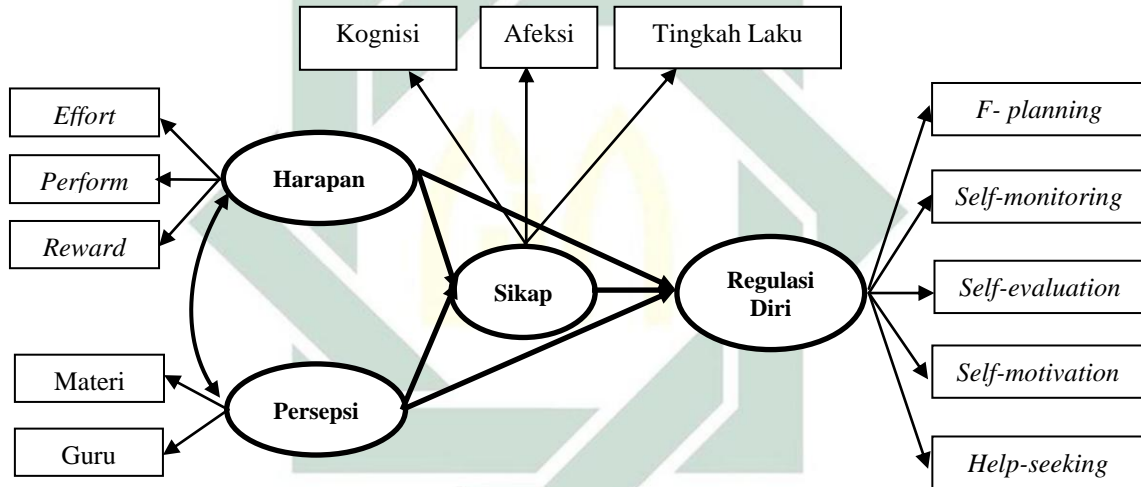 Kognisi
Afeksi
Tingkah Laku
Effort
Perform
Reward
Harapan
Sikap
Regulasi
Diri
Persepsi
Materi
Guru
F- planning
Self-monitoring
Self-evaluation
Self-motivation
Help-seeking